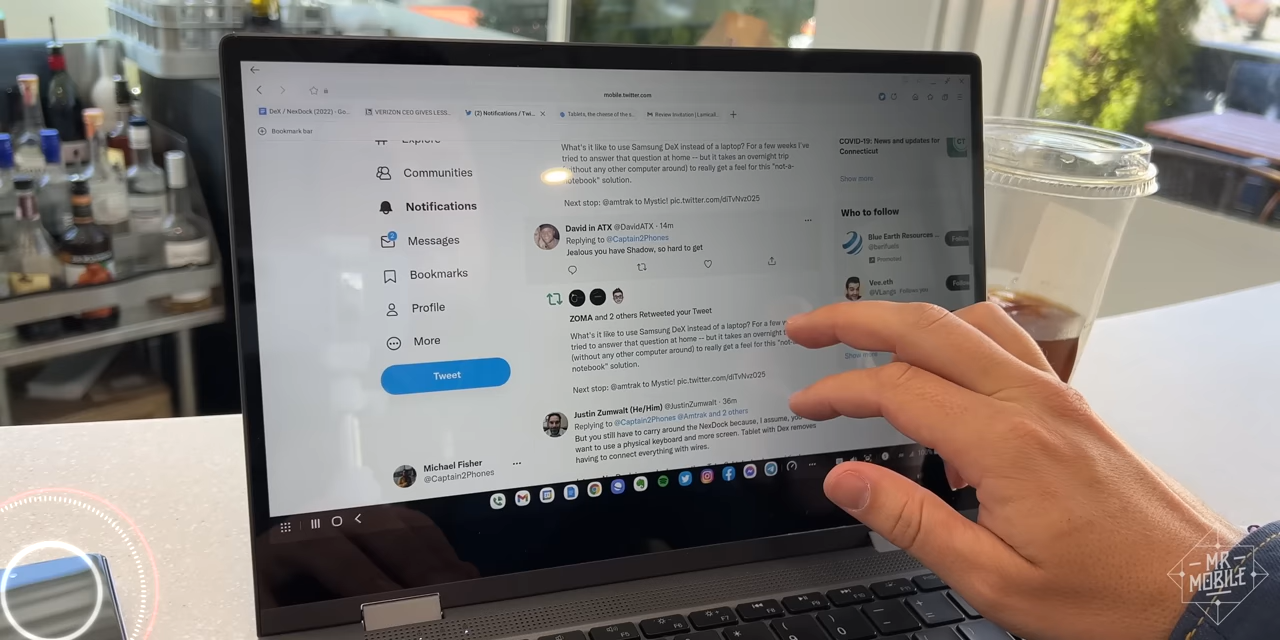 mobile.twitter.com
DeX / NexDock (2022) - Go...
VERIZON CEO GIVES LESS...
(2) Notifications / Twi...
Tablets, the cheese of the s...
Review Invitation | Lemkail...
Bookmark bar
Explore
Communities
Notifications
2
Messages
Bookmarks
Profile
More
Tweet
Michael Fisher
@Captain2Phones
What's it like to use Samsung DeX instead of a laptop? For a few weeks I've
tried to answer that question at home -- but it takes an overnight trip
(without any other computer around) to really get a feel for this "not-a-
notebook" solution.
Next stop: @amtrak to Mystic! pic.twitter.com/diTvNvzO25
David in ATX @DavidATX · 14m
Replying to @Captain2Phones
Jealous you have Shadow, so hard to get
ZOMA and 2 others Retweeted your Tweet
What's it like to use Samsung DeX instead of a laptop? For a few
tried to answer that question at home -- but it takes an overnight
(without any other computer around) to really get a feel for this "not-
notebook" solution.
Next stop: @amtrak to Mystic! pic.twitter.com/diTvNvzO25
Justin Zumwalt (He/Him) @JustinZumwalt · 36m
Replying to @Captain2Phones @Amtrak and 2 others
But you still have to carry around the NexDock because, I assume, you
want to use a physical keyboard and more screen. Tablet with Dex removes
having to connect everything with wires.
COVID-19: News and updates for
Connecticut
CT
Show more
Who to follow
Blue Earth Resources ...
@berifuels
Promoted
Vee.eth
@VLangs Follows you
Show more
MR
MOBILE